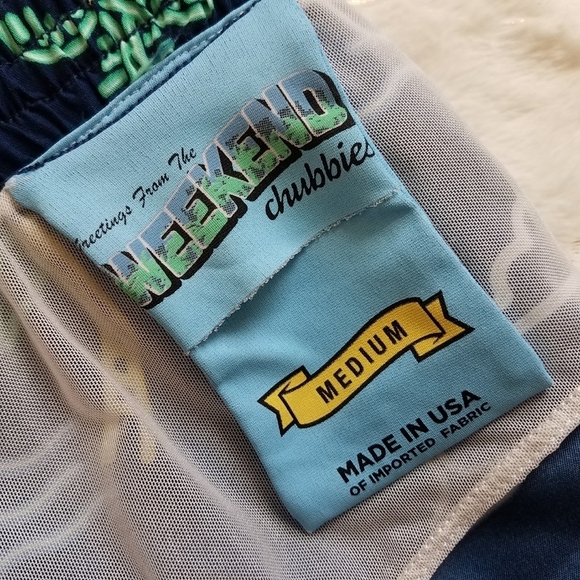 Greetings From The
WEEKEND
chubbies
MEDIUM
MADE IN USA
OF IMPORTED FABRIC